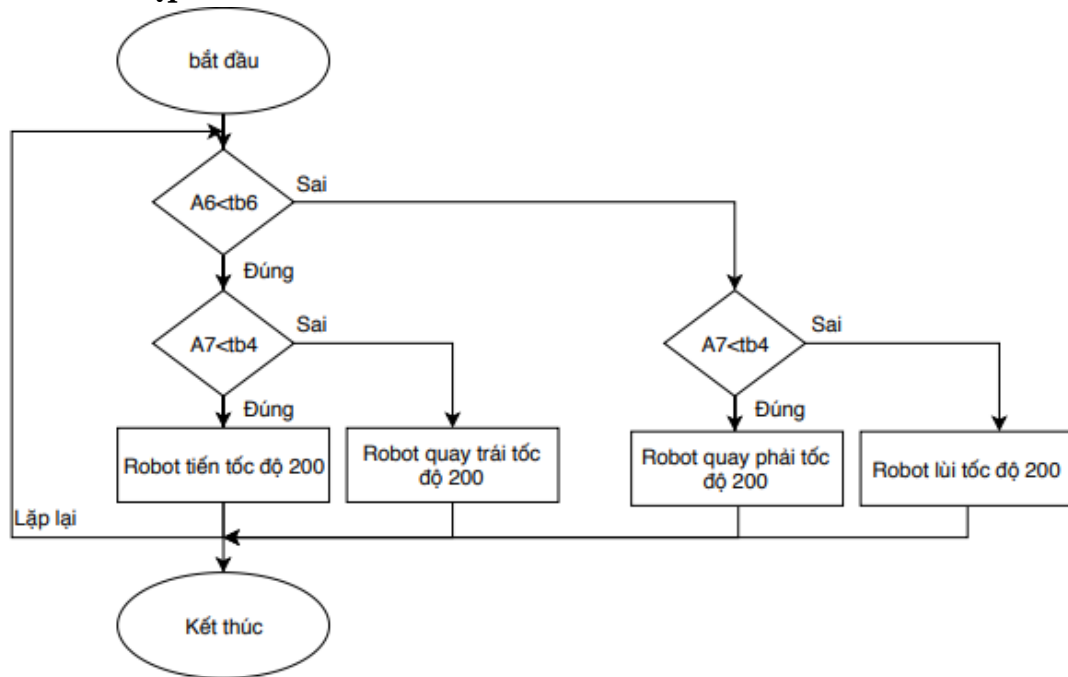 bắt đầu
A6<tb6
Sai
Đúng
A7<tb4
Sai
A7<tb4
Sai
Đúng
Đúng
Robot tiến tốc độ 200
Robot quay trái tốc
độ 200
Robot quay phải tốc
độ 200
Robot lùi tốc độ 200
Lặp lại
Kết thúc